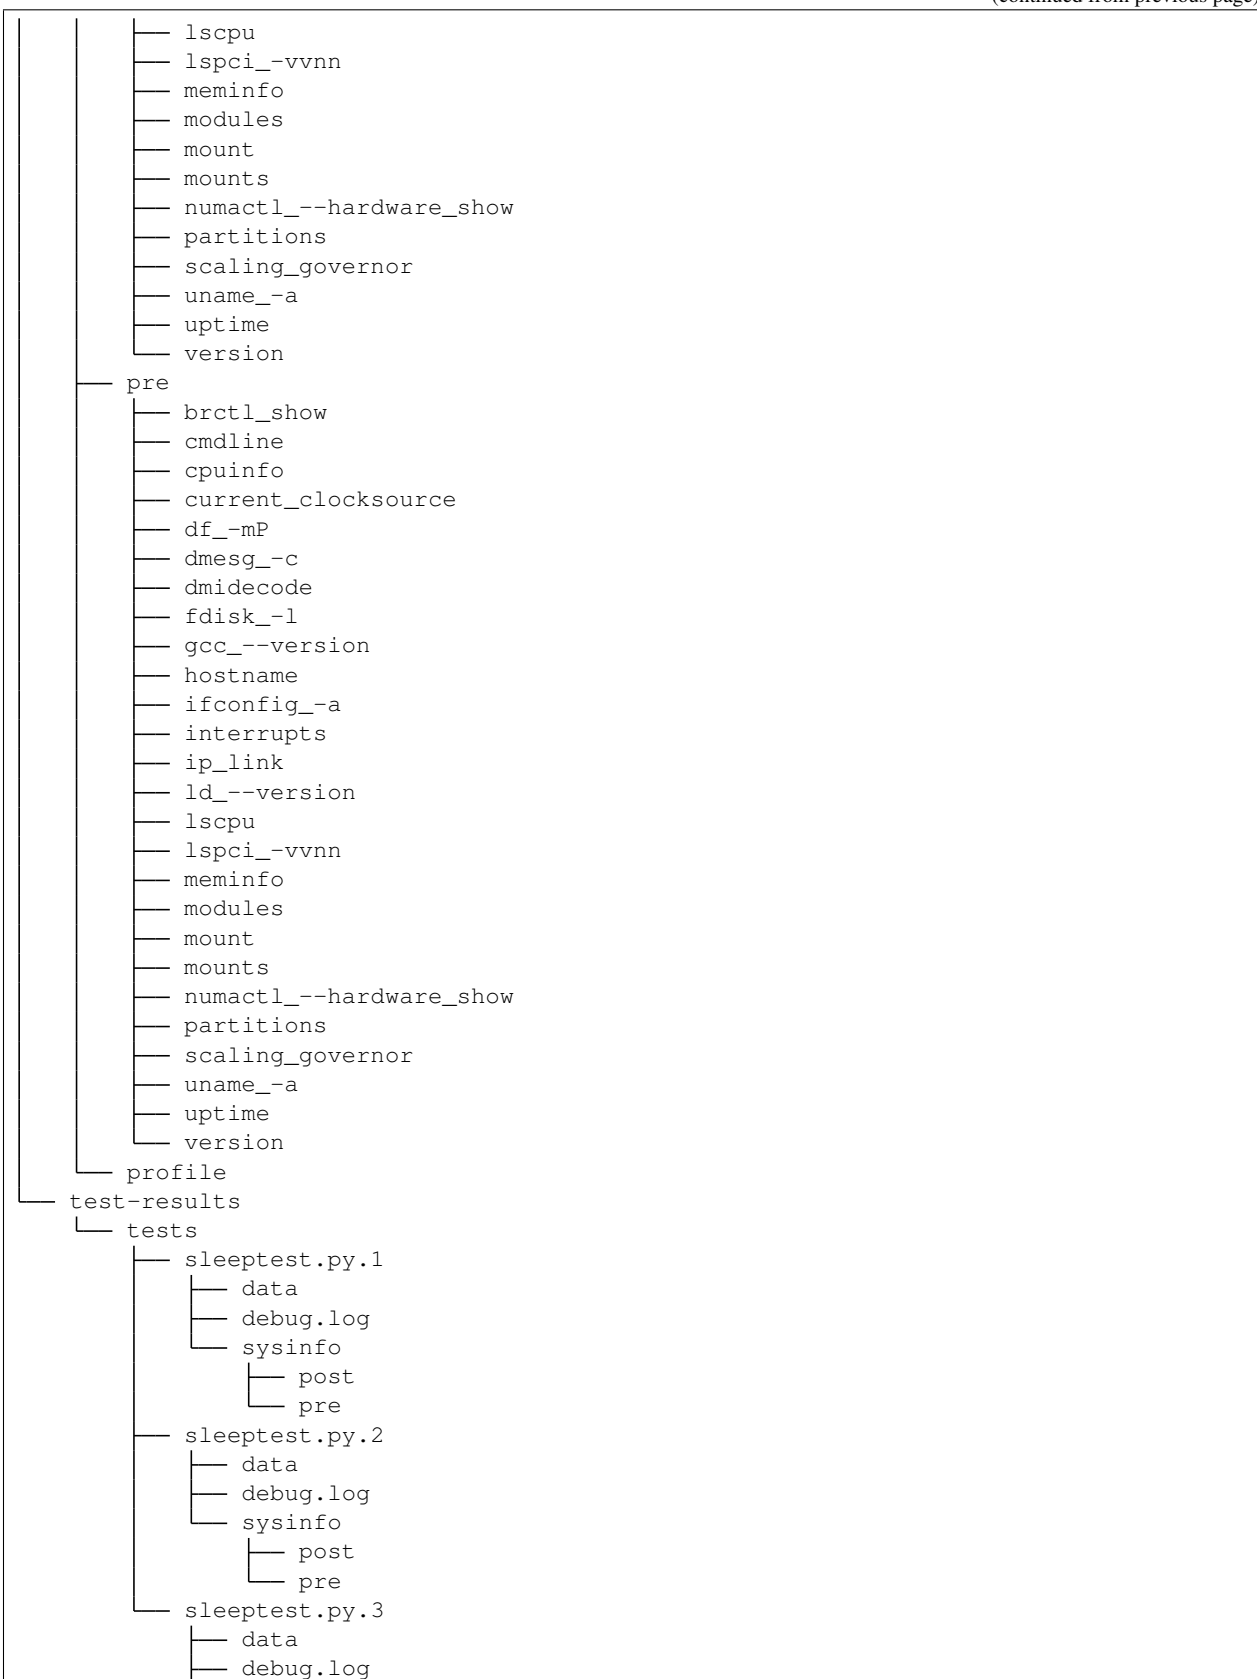 (continued from previous page)
│   │   ├── lscpu
│   │   ├── lspci_-vvnn
│   │   ├── meminfo
│   │   ├── modules
│   │   ├── mount
│   │   ├── mounts
│   │   ├── numactl_--hardware_show
│   │   ├── partitions
│   │   ├── scaling_governor
│   │   ├── uname_-a
│   │   ├── uptime
│   │   └── version
│   ├── pre
│   │   ├── brctl_show
│   │   ├── cmdline
│   │   ├── cpuinfo
│   │   ├── current_clocksource
│   │   ├── df_-mP
│   │   ├── dmesg_-c
│   │   ├── dmidecode
│   │   ├── fdisk_-l
│   │   ├── gcc_--version
│   │   ├── hostname
│   │   ├── ifconfig_-a
│   │   ├── interrupts
│   │   ├── ip_link
│   │   ├── ld_--version
│   │   ├── lscpu
│   │   ├── lspci_-vvnn
│   │   ├── meminfo
│   │   ├── modules
│   │   ├── mount
│   │   ├── mounts
│   │   ├── numactl_--hardware_show
│   │   ├── partitions
│   │   ├── scaling_governor
│   │   ├── uname_-a
│   │   ├── uptime
│   │   └── version
│   └── profile
└── test-results
    └── tests
        ├── sleeptest.py.1
        │   ├── data
        │   ├── debug.log
        │   └── sysinfo
        │       ├── post
        │       └── pre
        ├── sleeptest.py.2
        │   ├── data
        │   ├── debug.log
        │   └── sysinfo
        │       ├── post
        │       └── pre
        └── sleeptest.py.3
            ├── data
            ├── debug.log